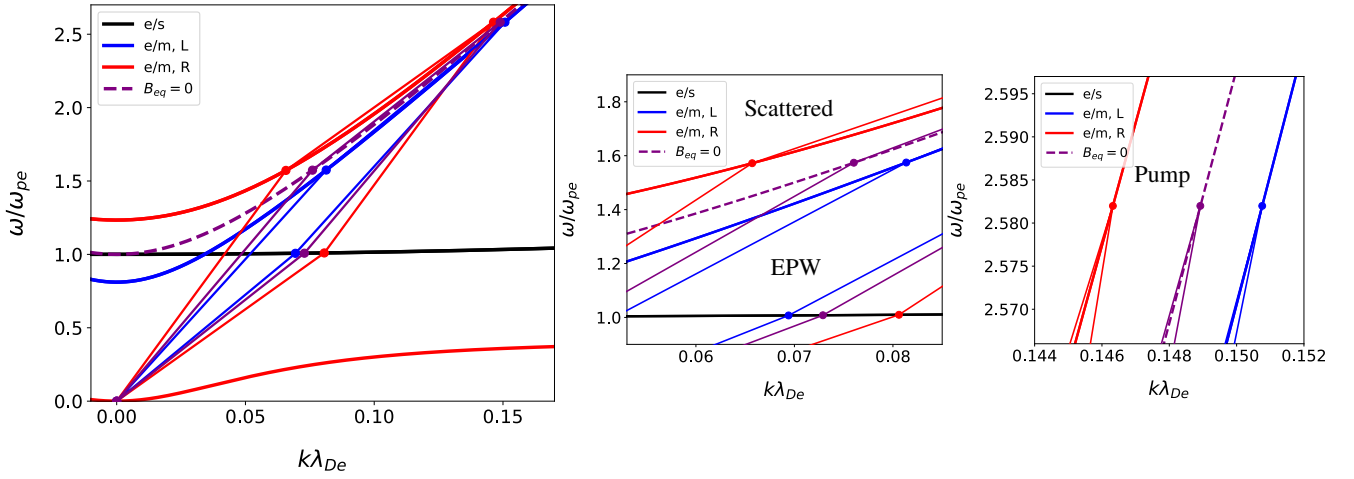 2.5
2.0
1.5
1.0
0.5
0.0
ω/ω_pe
0.00
0.05
0.10
0.15
kλ_De
e/s
e/m, L
e/m, R
B_eq = 0
1.8
1.6
1.4
1.2
1.0
ω/ω_pe
0.06
0.07
0.08
kλ_De
e/s
e/m, L
e/m, R
B_eq = 0
Scattered
EPW
2.595
2.590
2.585
2.580
2.575
2.570
ω/ω_pe
0.144
0.146
0.148
0.150
0.152
kλ_De
e/s
e/m, L
e/m, R
B_eq = 0
Pump